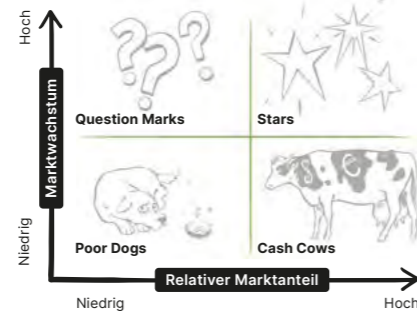 Hoch
Marktwachstum
Niedrig
Question Marks
Stars
Poor Dogs
Cash Cows
Relativer Marktanteil
Niedrig
Hoch